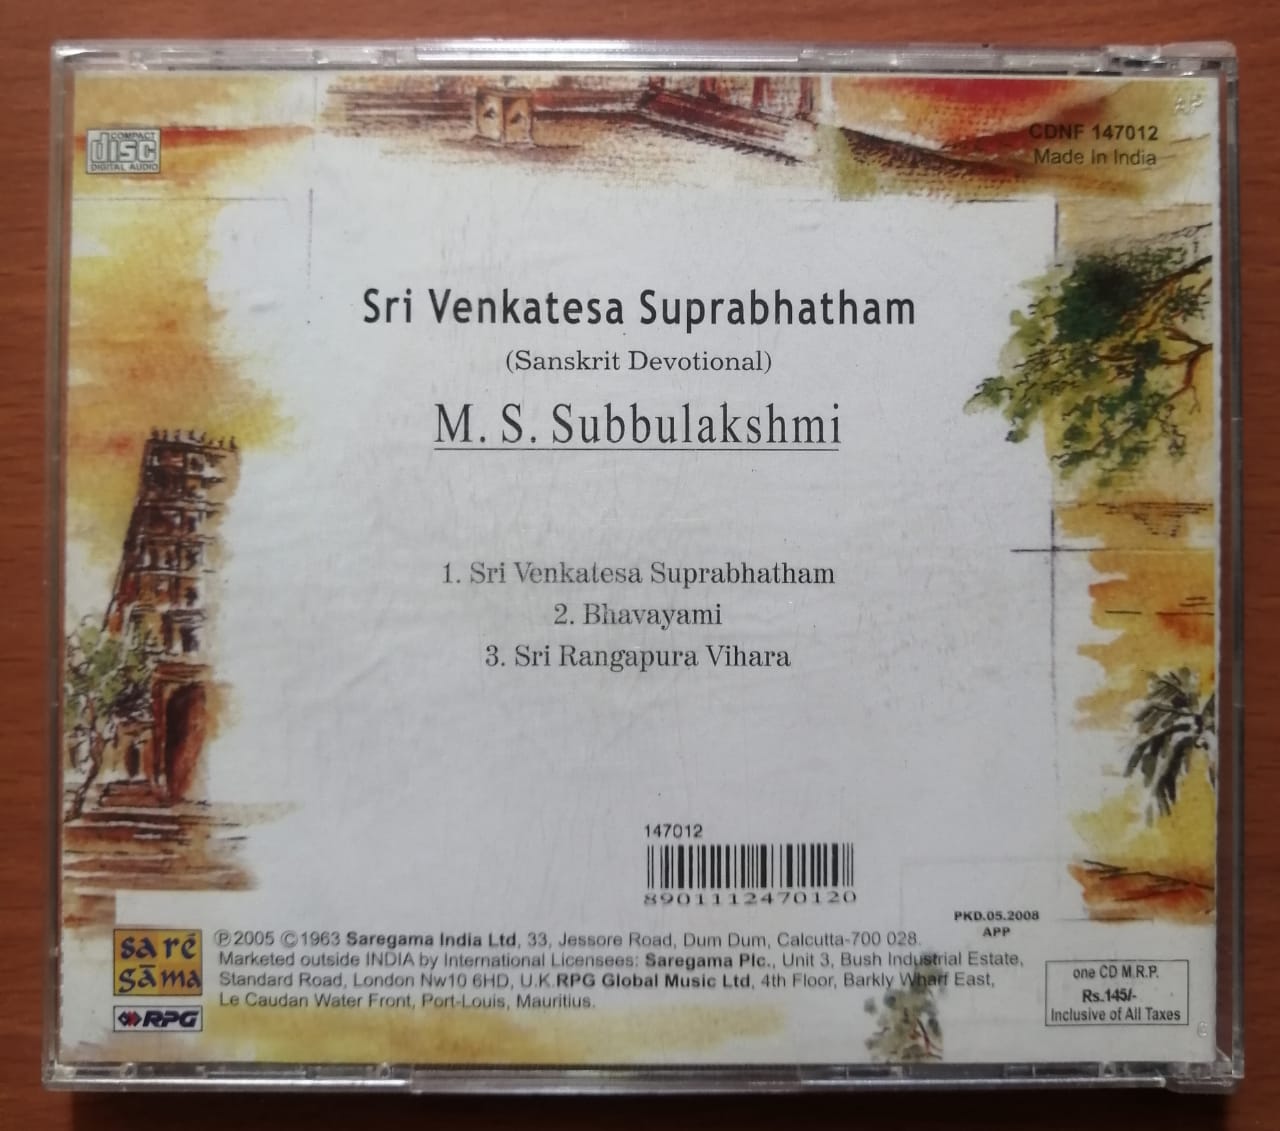 COMPACT
disc
DIGITAL AUDIO
CDNF 147012
Made In India
Sri Venkatesa Suprabhatham
(Sanskrit Devotional)
M. S. Subbulakshmi
1. Sri Venkatesa Suprabhatham
2. Bhavayami
3. Sri Rangapura Vihara
147012
8901112470120
PKD.05.2008
APP
saré
gāma
RPG
℗2005 ©1963 Saregama India Ltd, 33, Jessore Road, Dum Dum, Calcutta-700 028.
Marketed outside INDIA by International Licensees: Saregama Plc., Unit 3, Bush Industrial Estate,
Standard Road, London Nw10 6HD, U.K.RPG Global Music Ltd, 4th Floor, Barkly Wharf East,
Le Caudan Water Front, Port-Louis, Mauritius.
one CD M.R.P.
Rs.145/-
Inclusive of All Taxes